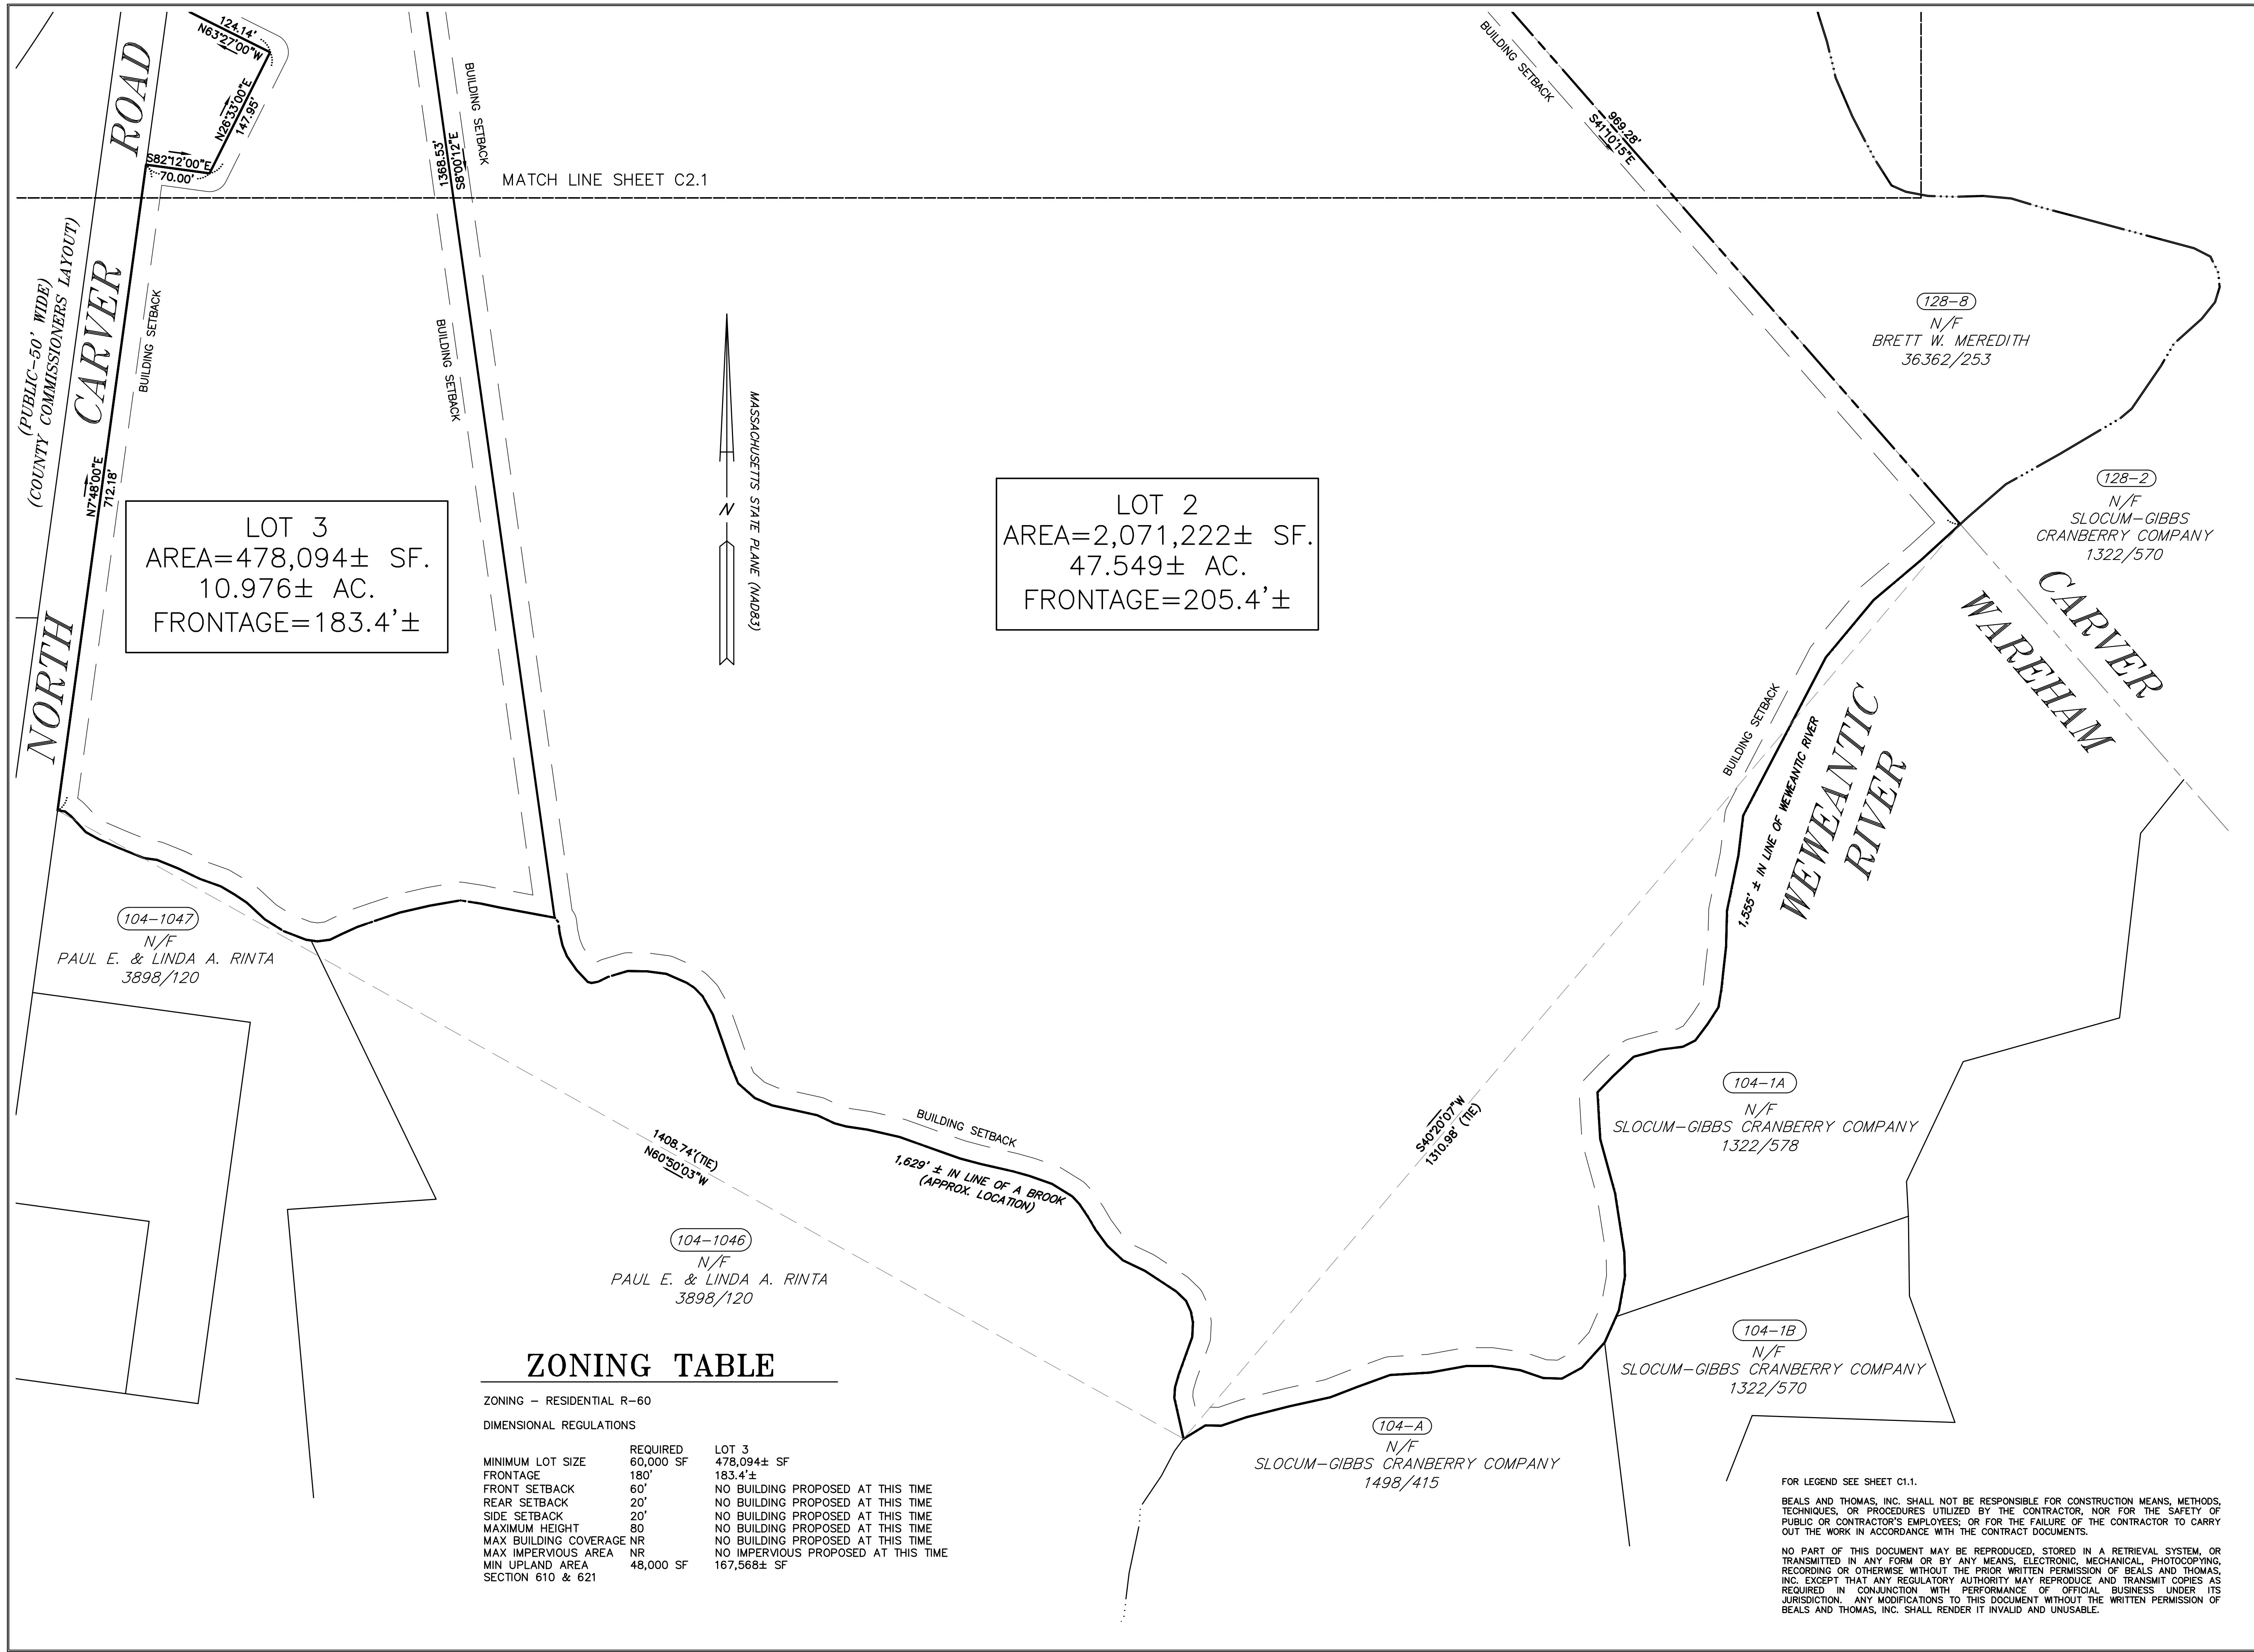 124.14'
N63°27'00"W
N26°33'00"E
147.95'
S82°12'00"E
70.00'
BUILDING SETBACK
1368.53'
S8°00'12"E
MATCH LINE SHEET C2.1
BUILDING SETBACK
969.28'
S41°10'15"E
NORTH CARVER ROAD
(PUBLIC-50' WIDE)
(COUNTY COMMISSIONERS LAYOUT)
BUILDING SETBACK
BUILDING SETBACK
N7°48'00"E
712.18'
LOT 3
AREA=478,094± SF.
10.976± AC.
FRONTAGE=183.4'±
N
MASSACHUSETTS STATE PLANE (NAD83)
LOT 2
AREA=2,071,222± SF.
47.549± AC.
FRONTAGE=205.4'±
128-8
N/F
BRETT W. MEREDITH
36362/253
128-2
N/F
SLOCUM-GIBBS
CRANBERRY COMPANY
1322/570
CARVER
WAREHAM
BUILDING SETBACK
1,555' ± IN LINE OF WEWEANTIC RIVER
WEWEANTIC
RIVER
104-1047
N/F
PAUL E. & LINDA A. RINTA
3898/120
1408.74'(TIE)
N60°50'03"W
BUILDING SETBACK
1,629' ± IN LINE OF A BROOK
(APPROX. LOCATION)
S40°20'07"W
1310.98' (TIE)
104-1A
N/F
SLOCUM-GIBBS CRANBERRY COMPANY
1322/578
104-1046
N/F
PAUL E. & LINDA A. RINTA
3898/120
104-1B
N/F
SLOCUM-GIBBS CRANBERRY COMPANY
1322/570
104-A
N/F
SLOCUM-GIBBS CRANBERRY COMPANY
1498/415
ZONING TABLE
ZONING - RESIDENTIAL R-60
DIMENSIONAL REGULATIONS
REQUIRED LOT 3
MINIMUM LOT SIZE 60,000 SF 478,094± SF
FRONTAGE 180' 183.4'±
FRONT SETBACK 60' NO BUILDING PROPOSED AT THIS TIME
REAR SETBACK 20' NO BUILDING PROPOSED AT THIS TIME
SIDE SETBACK 20' NO BUILDING PROPOSED AT THIS TIME
MAXIMUM HEIGHT 80 NO BUILDING PROPOSED AT THIS TIME
MAX BUILDING COVERAGE NR NO BUILDING PROPOSED AT THIS TIME
MAX IMPERVIOUS AREA NR NO IMPERVIOUS PROPOSED AT THIS TIME
MIN UPLAND AREA 48,000 SF 167,568± SF
SECTION 610 & 621
FOR LEGEND SEE SHEET C1.1.
BEALS AND THOMAS, INC. SHALL NOT BE RESPONSIBLE FOR CONSTRUCTION MEANS, METHODS,
TECHNIQUES, OR PROCEDURES UTILIZED BY THE CONTRACTOR, NOR FOR THE SAFETY OF
PUBLIC OR CONTRACTOR'S EMPLOYEES; OR FOR THE FAILURE OF THE CONTRACTOR TO CARRY
OUT THE WORK IN ACCORDANCE WITH THE CONTRACT DOCUMENTS.
NO PART OF THIS DOCUMENT MAY BE REPRODUCED, STORED IN A RETRIEVAL SYSTEM, OR
TRANSMITTED IN ANY FORM OR BY ANY MEANS, ELECTRONIC, MECHANICAL, PHOTOCOPYING,
RECORDING OR OTHERWISE WITHOUT THE PRIOR WRITTEN PERMISSION OF BEALS AND THOMAS,
INC. EXCEPT THAT ANY REGULATORY AUTHORITY MAY REPRODUCE AND TRANSMIT COPIES AS
REQUIRED IN CONJUNCTION WITH PERFORMANCE OF OFFICIAL BUSINESS UNDER ITS
JURISDICTION. ANY MODIFICATIONS TO THIS DOCUMENT WITHOUT THE WRITTEN PERMISSION OF
BEALS AND THOMAS, INC. SHALL RENDER IT INVALID AND UNUSABLE.